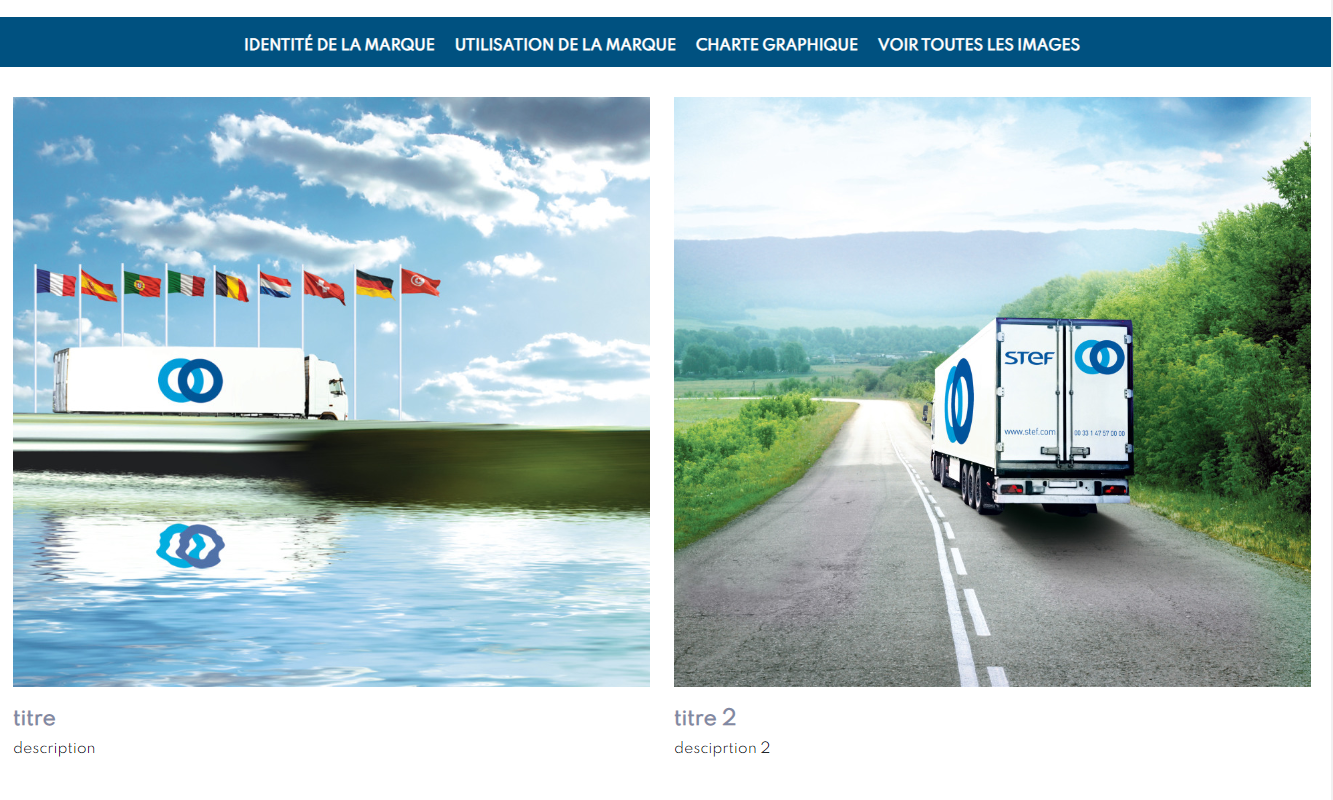 IDENTITÉ DE LA MARQUE UTILISATION DE LA MARQUE CHARTE GRAPHIQUE VOIR TOUTES LES IMAGES
STEF
www.stef.com
00 33 1 47 57 00 00
titre
description
titre 2
desciprtion 2